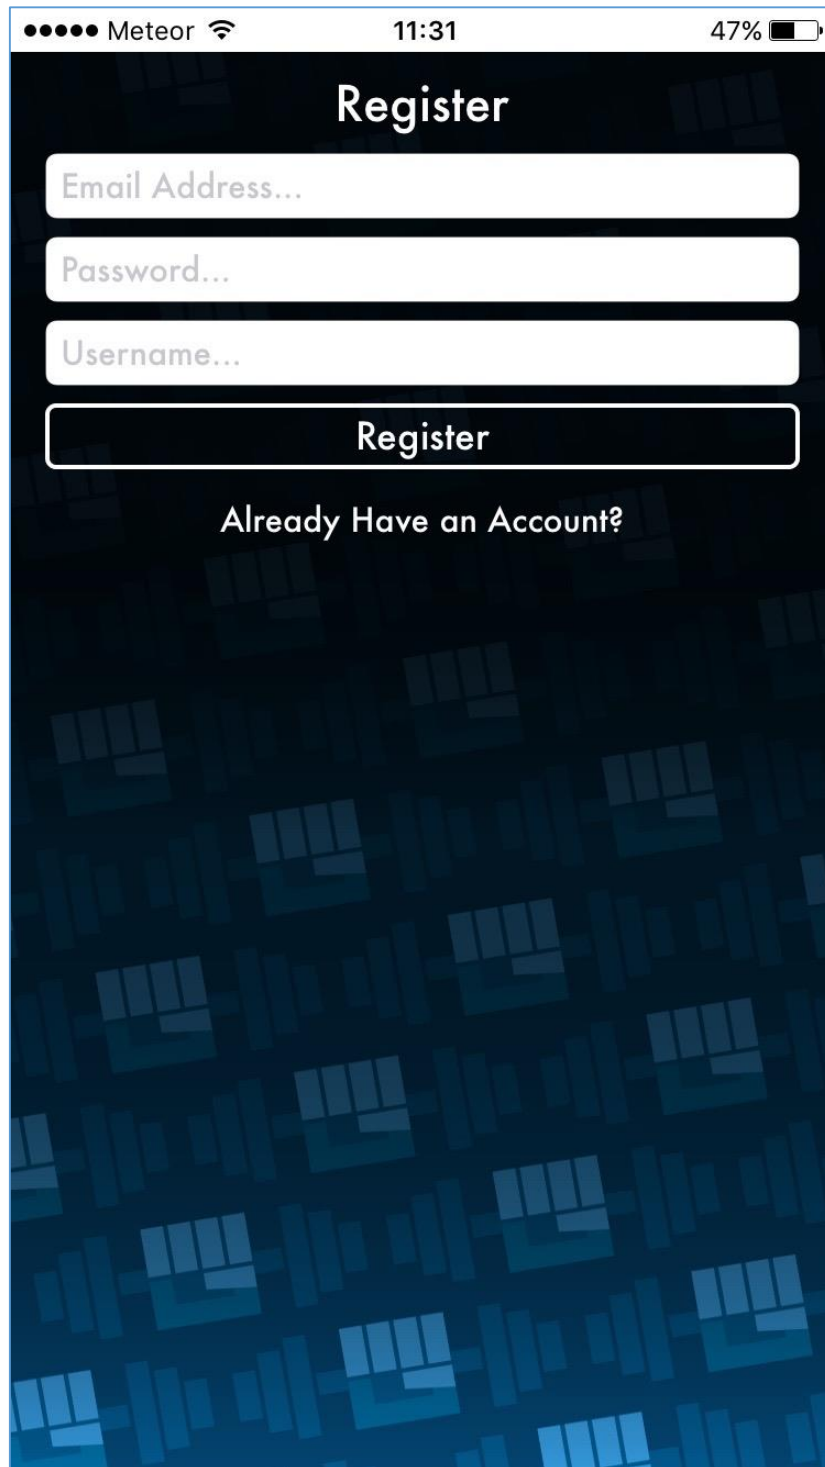 ●●●●● Meteor 11:31 47%
Register
Email Address...
Password...
Username...
Register
Already Have an Account?